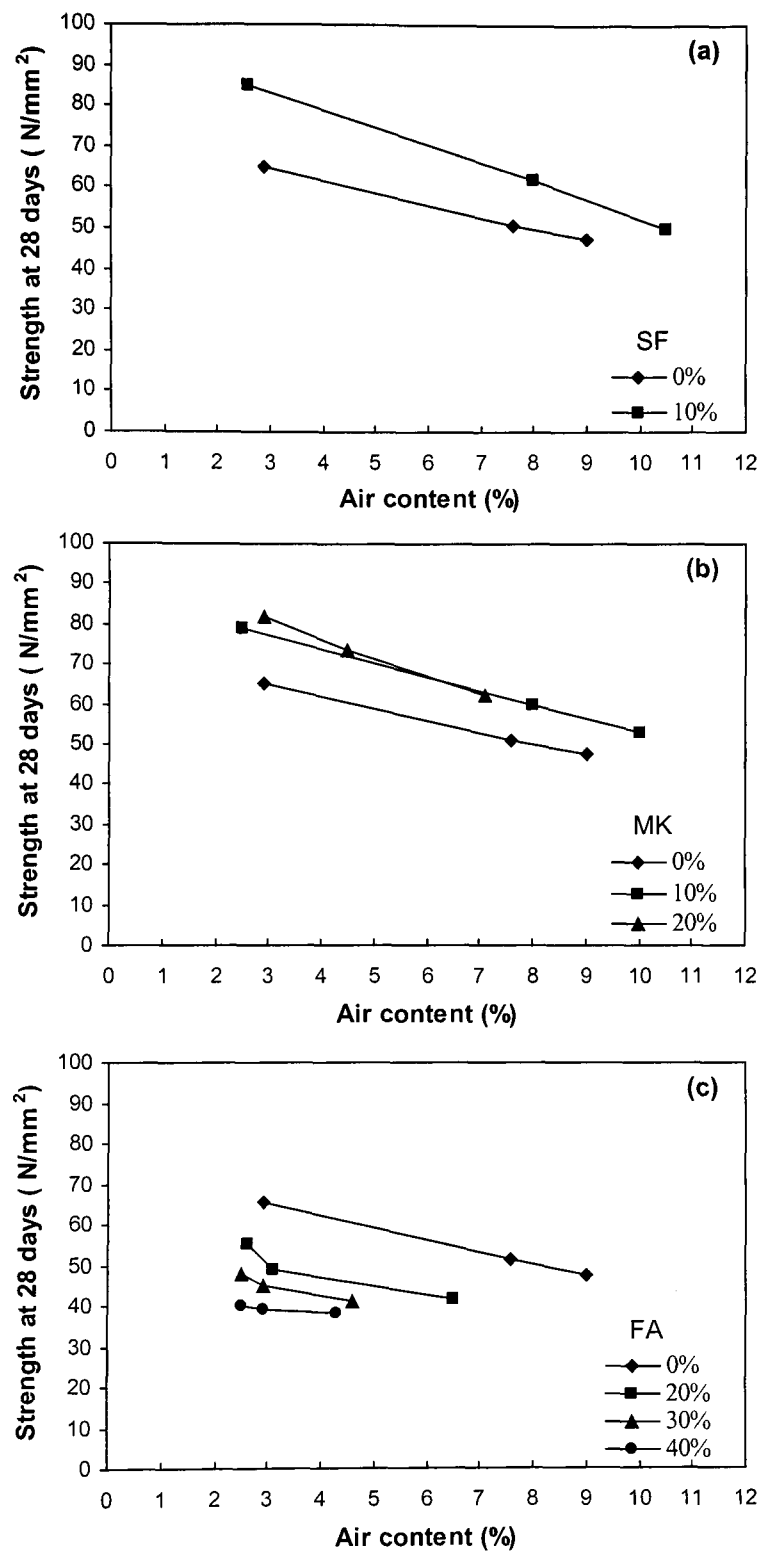 (a)
Strength at 28 days ( N/mm²)
100
90
80
70
60
50
40
30
20
10
0
SF
0%
10%
0 1 2 3 4 5 6 7 8 9 10 11 12
Air content (%)
(b)
Strength at 28 days ( N/mm²)
100
90
80
70
60
50
40
30
20
10
0
MK
0%
10%
20%
0 1 2 3 4 5 6 7 8 9 10 11 12
Air content (%)
(c)
Strength at 28 days ( N/mm²)
100
90
80
70
60
50
40
30
20
10
0
FA
0%
20%
30%
40%
0 1 2 3 4 5 6 7 8 9 10 11 12
Air content (%)